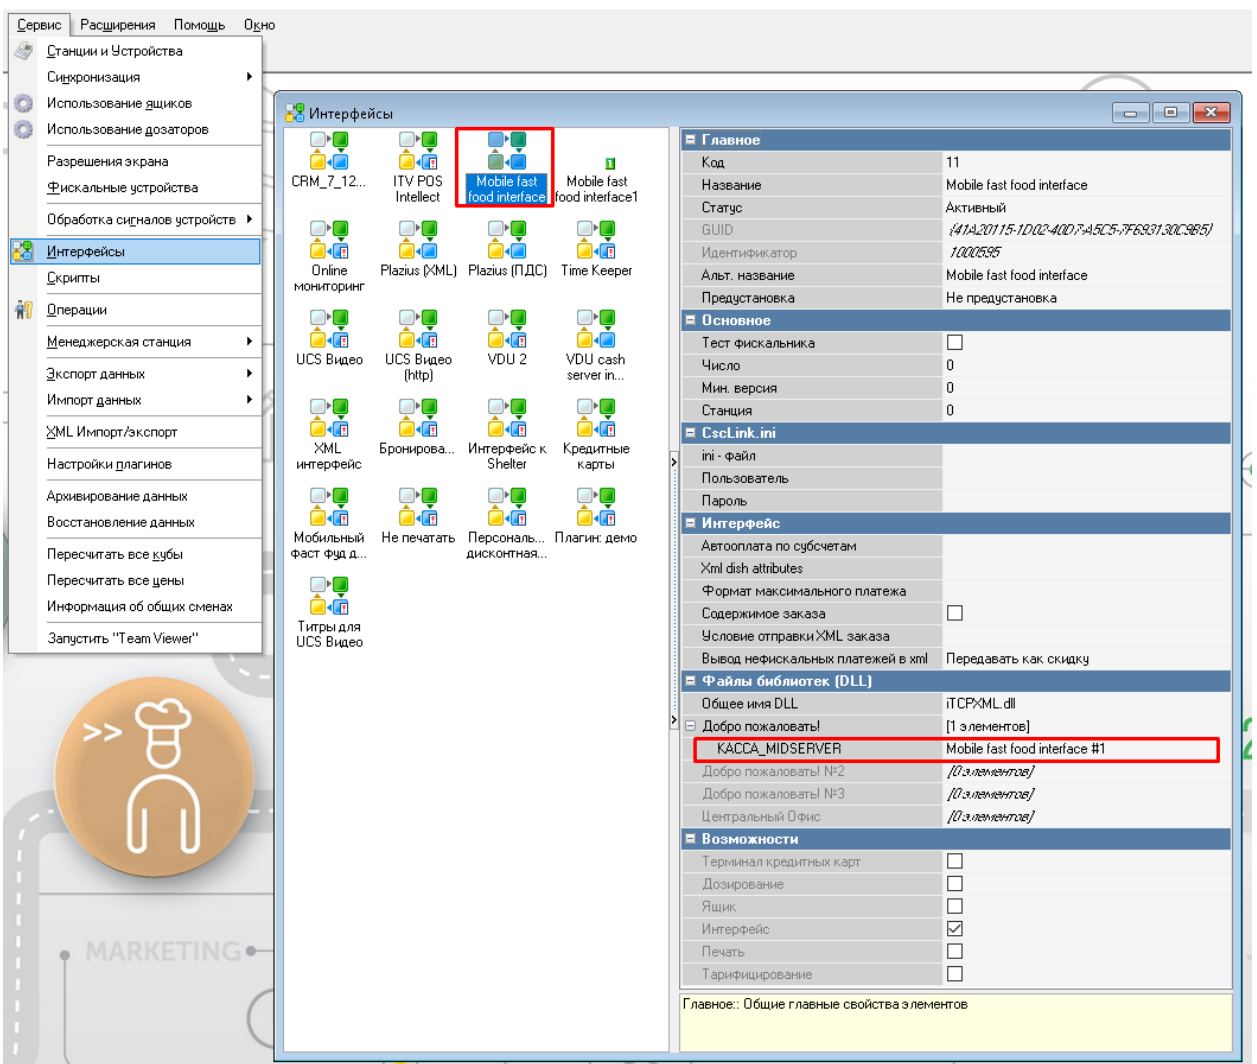 Сервис Расширения Помощь Окно
Станции и Устройства
Синхронизация
Использование ящиков
Использование дозаторов
Разрешения экрана
Фискальные устройства
Обработка сигналов устройств
Интерфейсы
Скрипты
Операции
Менеджерская станция
Экспорт данных
Импорт данных
XML Импорт/экспорт
Настройки плагинов
Архивирование данных
Восстановление данных
Пересчитать все кубы
Пересчитать все цены
Информация об общих сменах
Запустить "Team Viewer"
>>
MARKETING
Интерфейсы
CRM_7_12...
ITV POS
Intellect
Mobile fast
food interface
Mobile fast
food interface1
Online
мониторинг
Plazius (XML)
Plazius (ПДС)
Time Keeper
UCS Видео
UCS Видео
(http)
VDU 2
VDU cash
server in...
XML
интерфейс
Бронирова...
Интерфейс к
Shelter
Кредитные
карты
Мобильный
фаст фуд д...
Не печатать
Персональ...
дисконтная...
Плагин: демо
Титры для
UCS Видео
Главное
Код 11
Название Mobile fast food interface
Статус Активный
GUID {41A20115-1D02-40D7-A5C5-7F693130C9B5}
Идентификатор 1000595
Альт. название Mobile fast food interface
Предустановка Не предустановка
Основное
Тест фискальника
Число 0
Мин. версия 0
Станция 0
CscLink.ini
ini - файл
Пользователь
Пароль
Интерфейс
Автооплата по субсчетам
Xml dish attributes
Формат максимального платежа
Содержимое заказа
Условие отправки XML заказа
Вывод нефискальных платежей в xml Передавать как скидку
Файлы библиотек (DLL)
Общее имя DLL iTCPXML.dll
Добро пожаловать! [1 элементов]
KACCA_MIDSERVER Mobile fast food interface #1
Добро пожаловать! №2 [0 элементов]
Добро пожаловать! №3 [0 элементов]
Центральный Офис [0 элементов]
Возможности
Терминал кредитных карт
Дозирование
Ящик
Интерфейс
Печать
Тарифицирование
Главное:: Общие главные свойства элементов